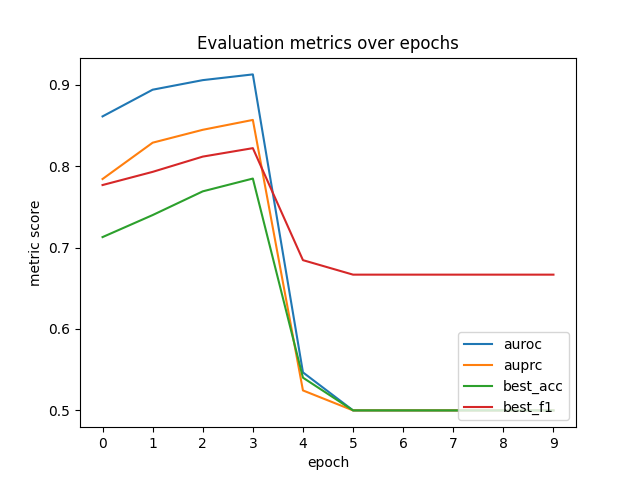 Evaluation metrics over epochs
metric score
0.9
0.8
0.7
0.6
0.5
auroc
auprc
best_acc
best_f1
0 1 2 3 4 5 6 7 8 9
epoch